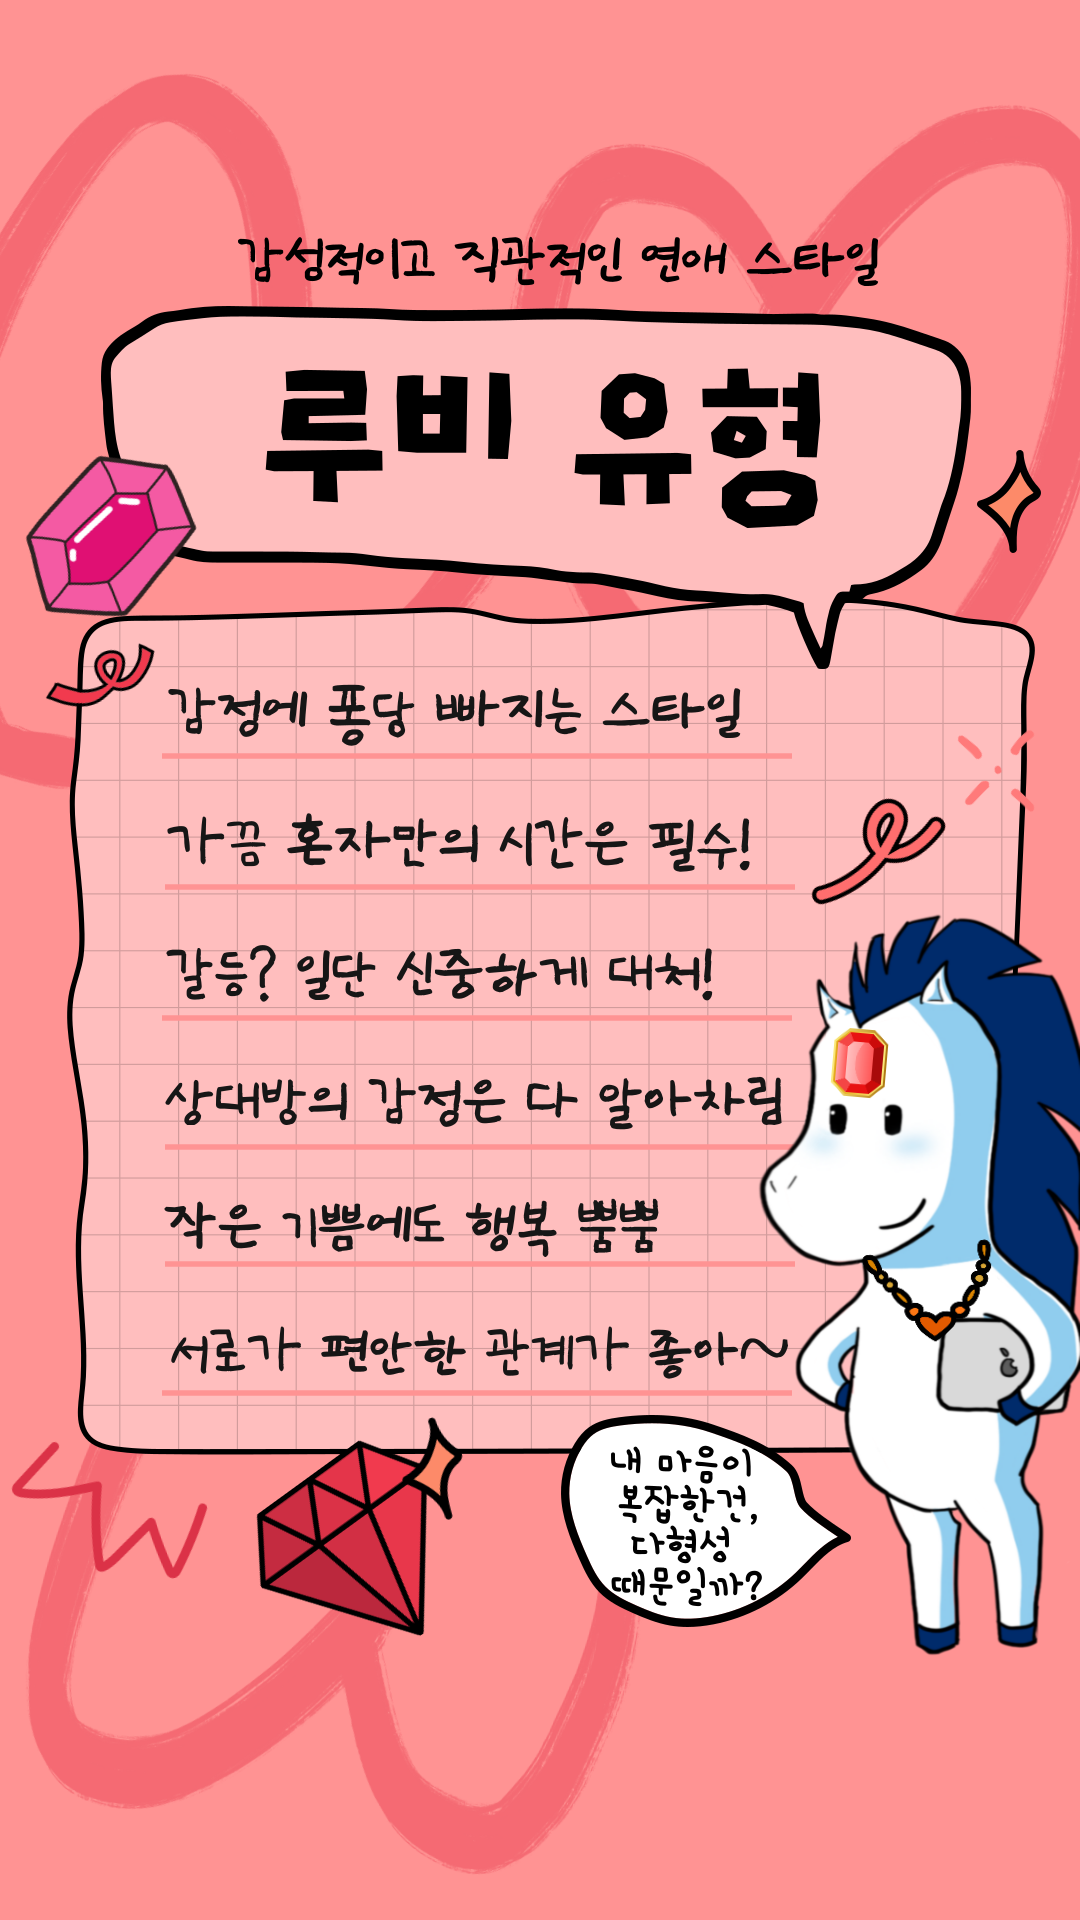 감성적이고 직관적인 연애 스타일
루비 유형
감정에 퐁당 빠지는 스타일
가끔 혼자만의 시간은 필수!
갈등? 일단 신중하게 대처!
상대방의 감정은 다 알아차림
작은 기쁨에도 행복 뿜뿜
서로가 편안한 관계가 좋아~
내 마음이
복잡한건,
다형성
때문일까?